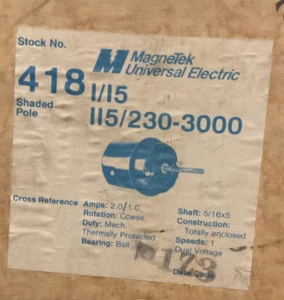 Stock No.
MagneTek
Universal Electric
418
Shaded
Pole
1/15
115/230-3000
Cross Reference
Amps: 2.0/1.0
Rotation: Ccwse.
Duty: Mech.
Thermally Protected
Bearing: Ball
Shaft: 5/16x5
Construction:
Totally enclosed
Speeds: 1
Dual Voltage
Date Code